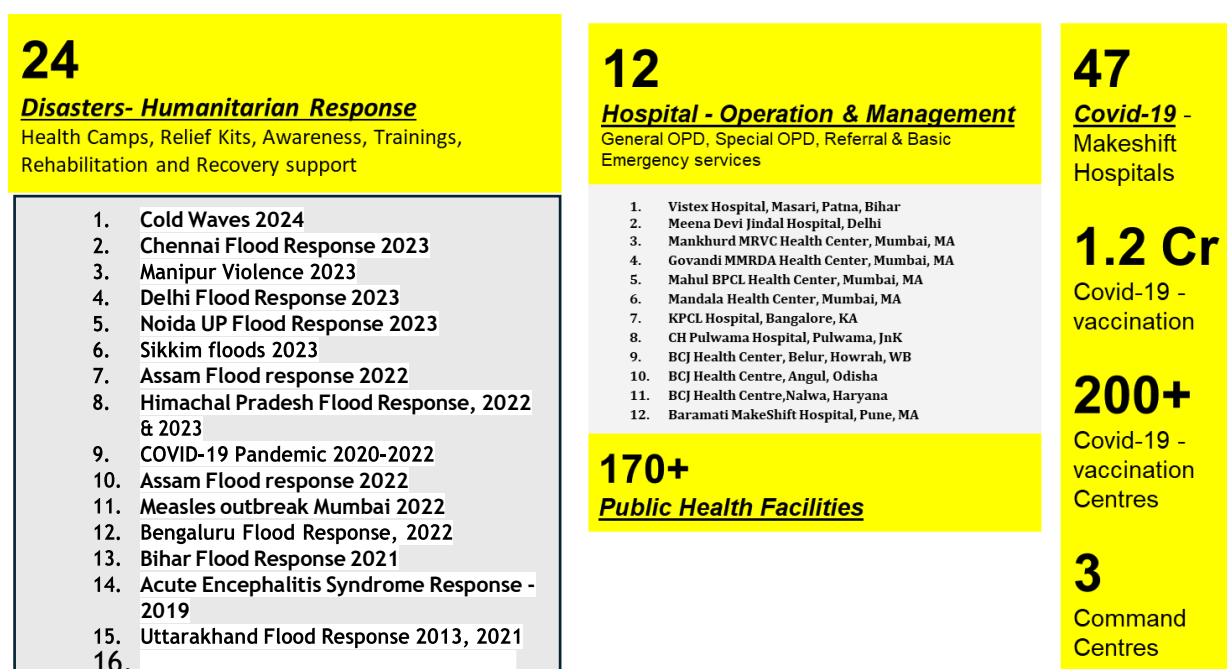 24
Disasters- Humanitarian Response
Health Camps, Relief Kits, Awareness, Trainings,
Rehabilitation and Recovery support
1. Cold Waves 2024
2. Chennai Flood Response 2023
3. Manipur Violence 2023
4. Delhi Flood Response 2023
5. Noida UP Flood Response 2023
6. Sikkim floods 2023
7. Assam Flood response 2022
8. Himachal Pradesh Flood Response, 2022
& 2023
9. COVID-19 Pandemic 2020-2022
10. Assam Flood response 2022
11. Measles outbreak Mumbai 2022
12. Bengaluru Flood Response, 2022
13. Bihar Flood Response 2021
14. Acute Encephalitis Syndrome Response -
2019
15. Uttarakhand Flood Response 2013, 2021
16.
12
Hospital - Operation & Management
General OPD, Special OPD, Referral & Basic
Emergency services
1. Vistex Hospital, Masari, Patna, Bihar
2. Meena Devi Jindal Hospital, Delhi
3. Mankhurd MRVC Health Center, Mumbai, MA
4. Govandi MMRDA Health Center, Mumbai, MA
5. Mahul BPCL Health Center, Mumbai, MA
6. Mandala Health Center, Mumbai, MA
7. KPCL Hospital, Bangalore, KA
8. CH Pulwama Hospital, Pulwama, JnK
9. BCJ Health Center, Belur, Howrah, WB
10. BCJ Health Centre, Angul, Odisha
11. BCJ Health Centre,Nalwa, Haryana
12. Baramati MakeShift Hospital, Pune, MA
170+
Public Health Facilities
47
Covid-19 -
Makeshift
Hospitals
1.2 Cr
Covid-19 -
vaccination
200+
Covid-19 -
vaccination
Centres
3
Command
Centres